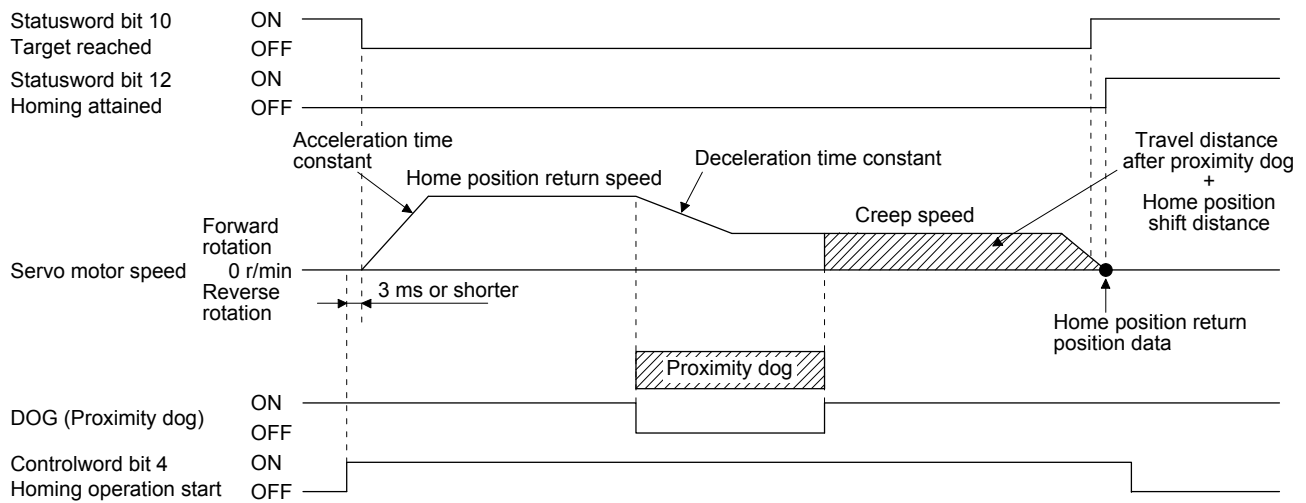 Statusword bit 10
Target reached
ON
OFF
Statusword bit 12
Homing attained
ON
OFF
Acceleration time
constant
Home position return speed
Deceleration time constant
Creep speed
Travel distance
after proximity dog
+
Home position
shift distance
Servo motor speed
Forward
rotation
0 r/min
Reverse
rotation
3 ms or shorter
Home position return
position data
Proximity dog
DOG (Proximity dog)
ON
OFF
Controlword bit 4
Homing operation start
ON
OFF